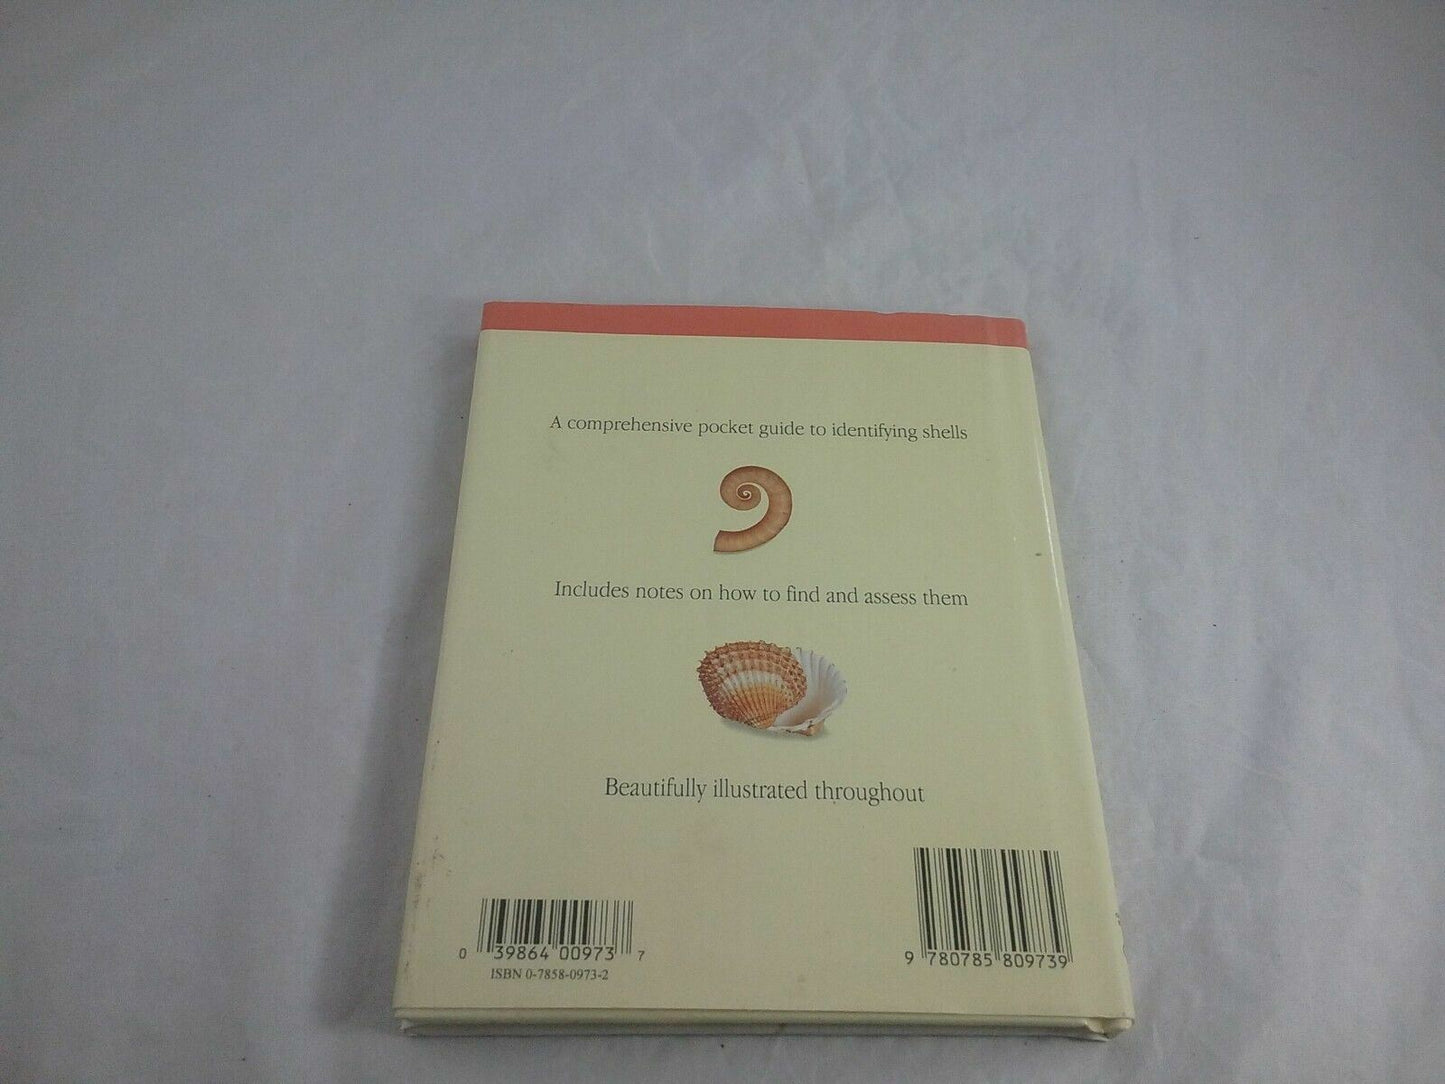 A comprehensive pocket guide to identifying shells
Includes notes on how to find and assess them
Beautifully illustrated throughout
0 39864 00973 7
ISBN 0-7858-0973-2
9 780785 809739